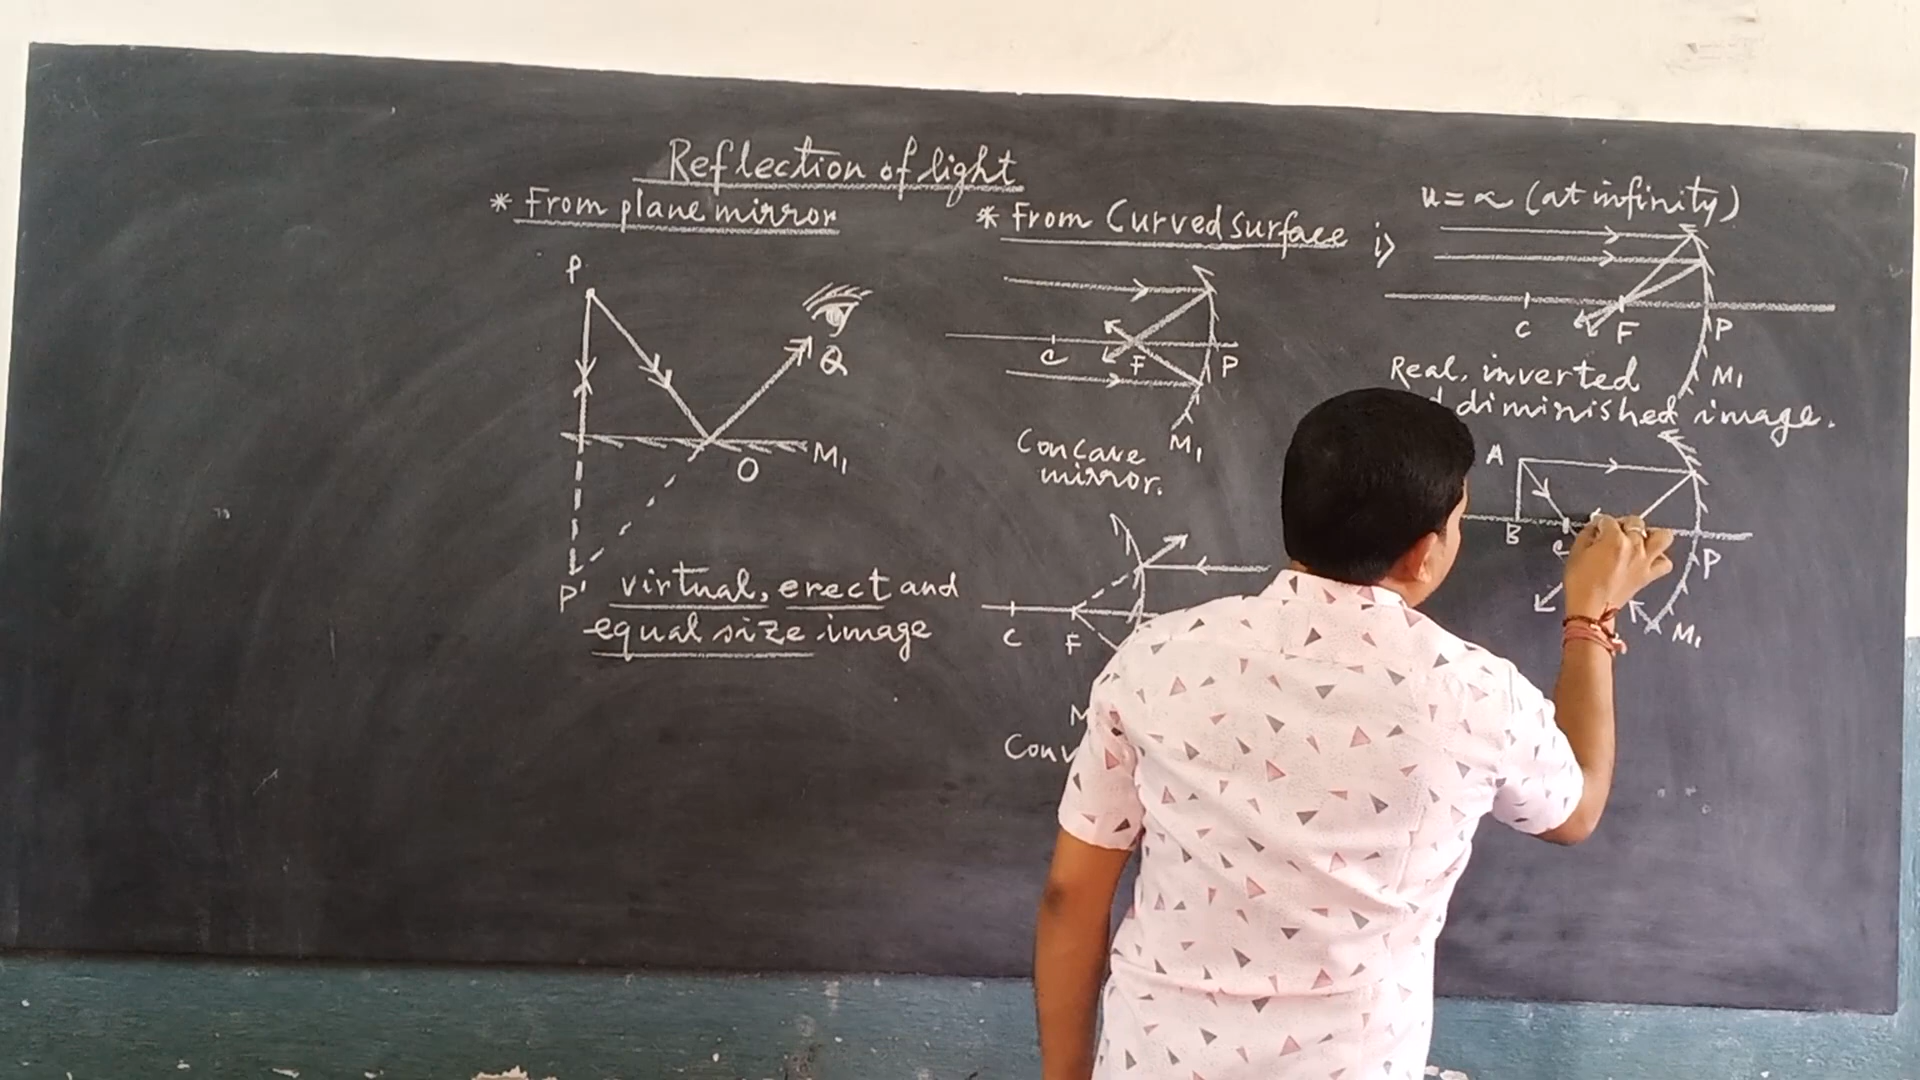 Reflection of light
* From plane mirror
P
Q
O
M1
P'
virtual, erect and
equal size image
* From Curved surface
C
F
P
M1
Concave
mirror.
C
F
i>
u = ∝ (at infinity)
C
F
P
M1
Real, inverted
diminished image.
A
B
C
P
M1